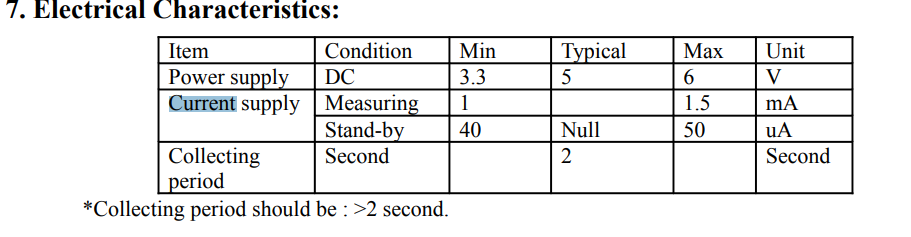 7. Electrical Characteristics:
Item Condition Min Typical Max Unit
Power supply DC 3.3 5 6 V
Current supply Measuring 1 1.5 mA
Stand-by 40 Null 50 uA
Collecting Second 2 Second
period
*Collecting period should be : >2 second.